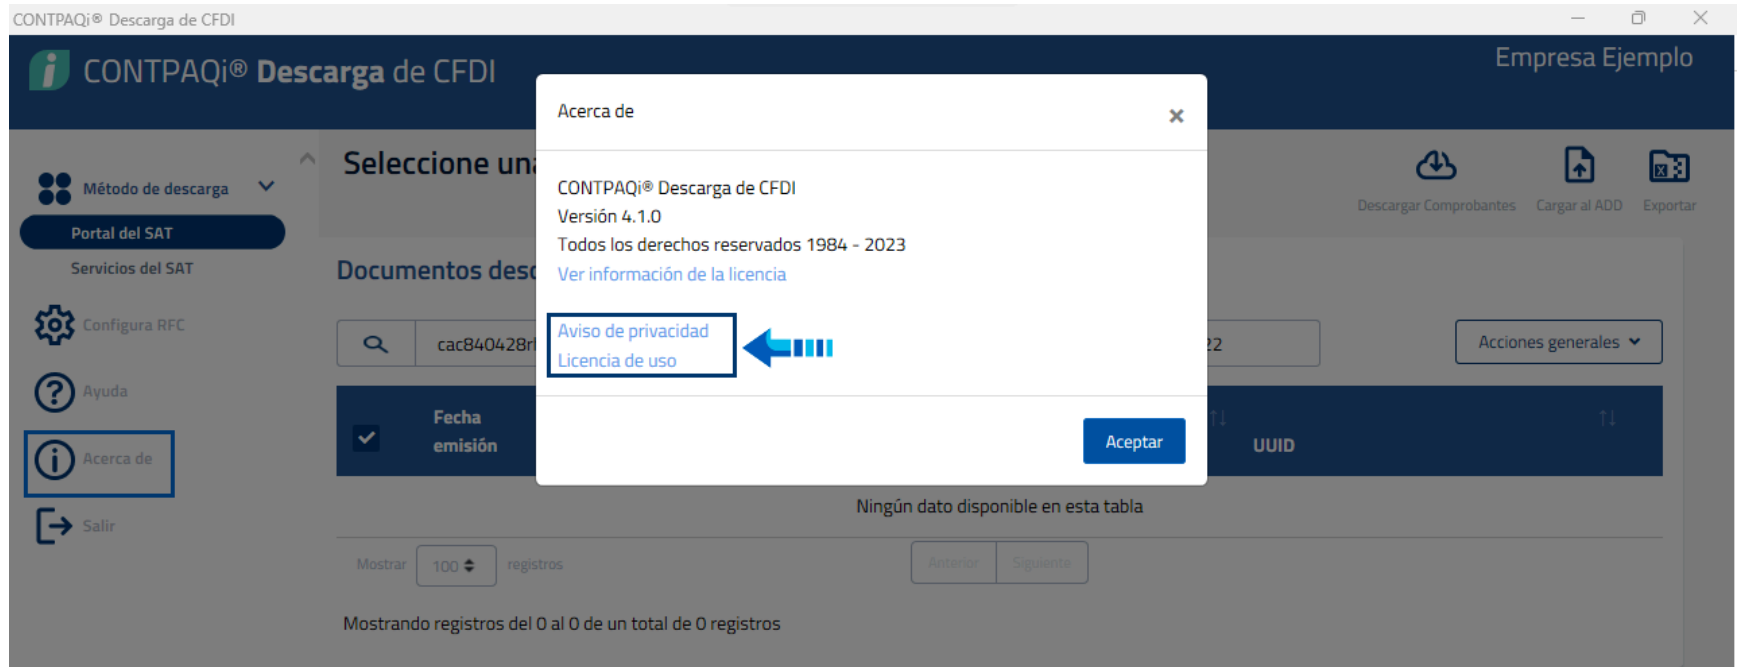 CONTPAQi® Descarga de CFDI
CONTPAQi® Descarga de CFDI
Empresa Ejemplo
Método de descarga
Portal del SAT
Servicios del SAT
Configura RFC
Ayuda
Acerca de
Salir
Seleccione una
Descargar Comprobantes
Cargar al ADD
Exportar
Documentos desc
cac840428r
22
Acciones generales
Fecha
emisión
UUID
Ningún dato disponible en esta tabla
Mostrar 100 registros
Anterior Siguiente
Mostrando registros del 0 al 0 de un total de 0 registros
Acerca de
CONTPAQi® Descarga de CFDI
Versión 4.1.0
Todos los derechos reservados 1984 - 2023
Ver información de la licencia
Aviso de privacidad
Licencia de uso
Aceptar